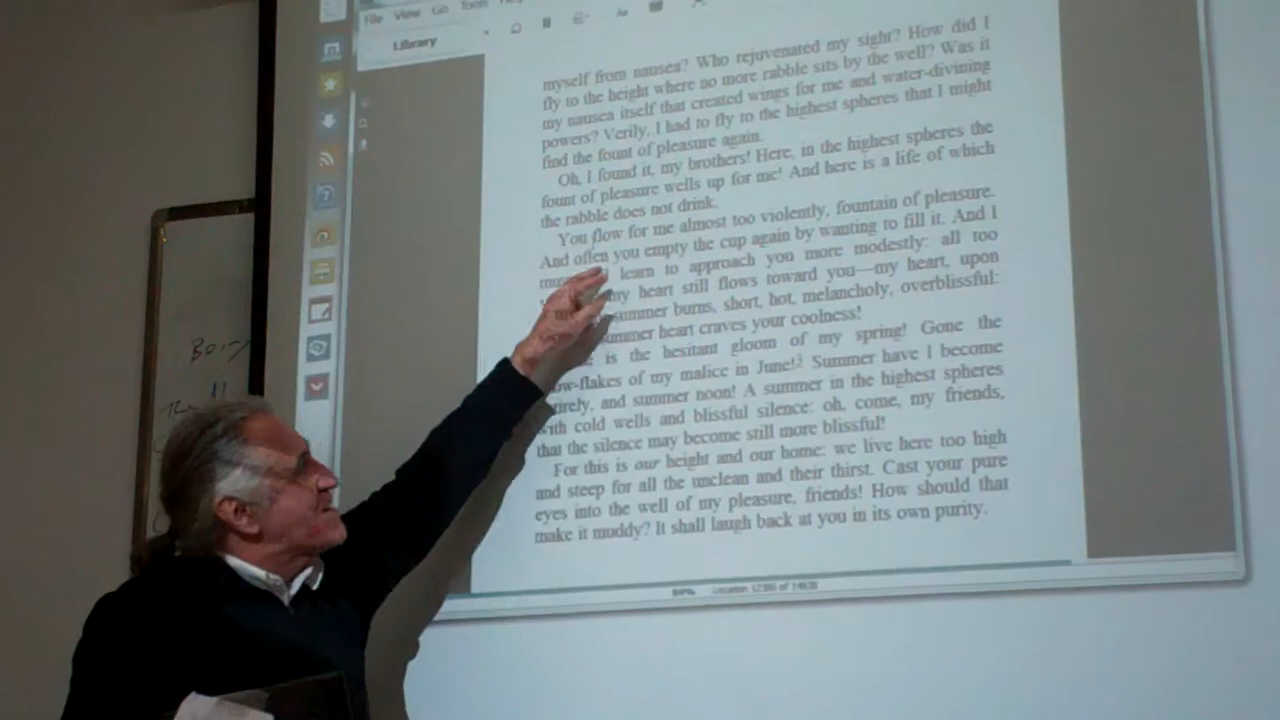 File View Go Tools
Library
myself from nausea? Who rejuvenated my sight? How did I
fly to the height where no more rabble sits by the well? Was it
my nausea itself that created wings for me and water-divining
powers? Verily, I had to fly to the highest spheres that I might
find the fount of pleasure again.
Oh, I found it, my brothers! Here, in the highest spheres the
fount of pleasure wells up for me! And here is a life of which
the rabble does not drink.
You flow for me almost too violently, fountain of pleasure.
And often you empty the cup again by wanting to fill it. And I
learn to approach you more modestly: all too
my heart still flows toward you—my heart, upon
summer burns, short, hot, melancholy, overblissful:
summer heart craves your coolness!
is the hesitant gloom of my spring! Gone the
ow-flakes of my malice in June!² Summer have I become
tirely, and summer noon! A summer in the highest spheres
with cold wells and blissful silence: oh, come, my friends,
that the silence may become still more blissful!
For this is our height and our home: we live here too high
and steep for all the unclean and their thirst. Cast your pure
eyes into the well of my pleasure, friends! How should that
make it muddy? It shall laugh back at you in its own purity.